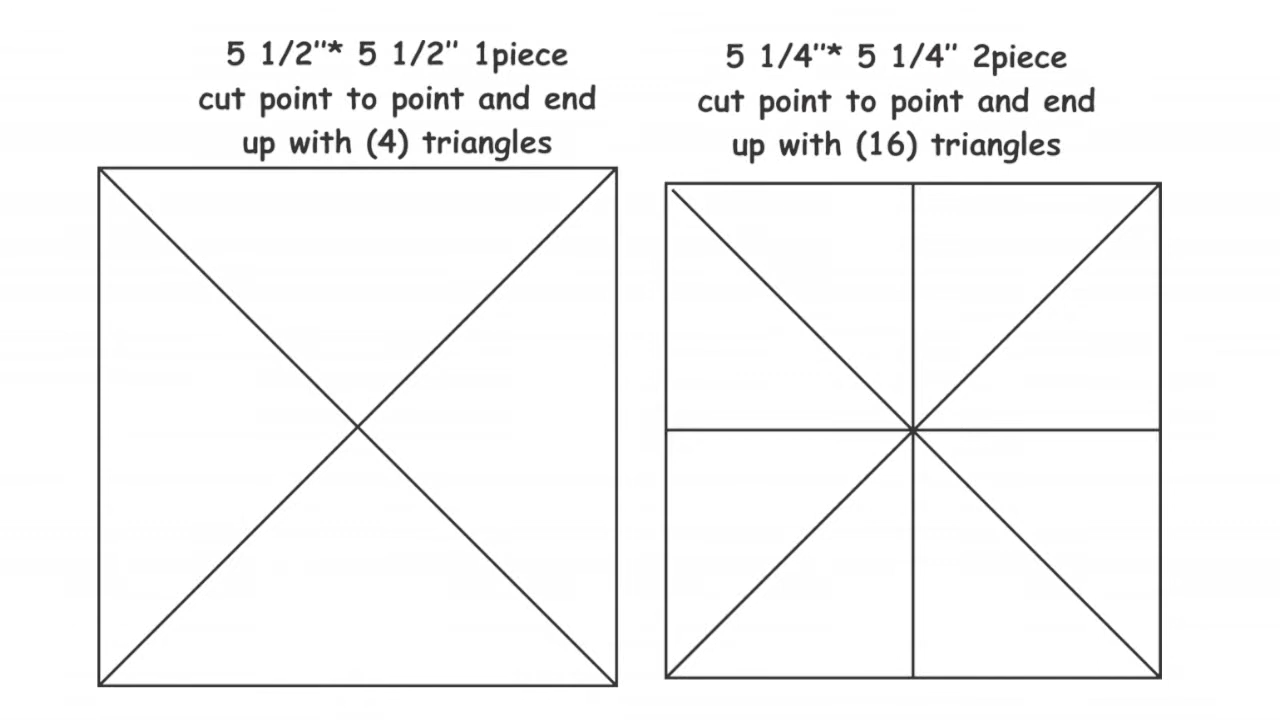 5 1/2"* 5 1/2" 1piece
cut point to point and end
up with (4) triangles
5 1/4"* 5 1/4" 2piece
cut point to point and end
up with (16) triangles